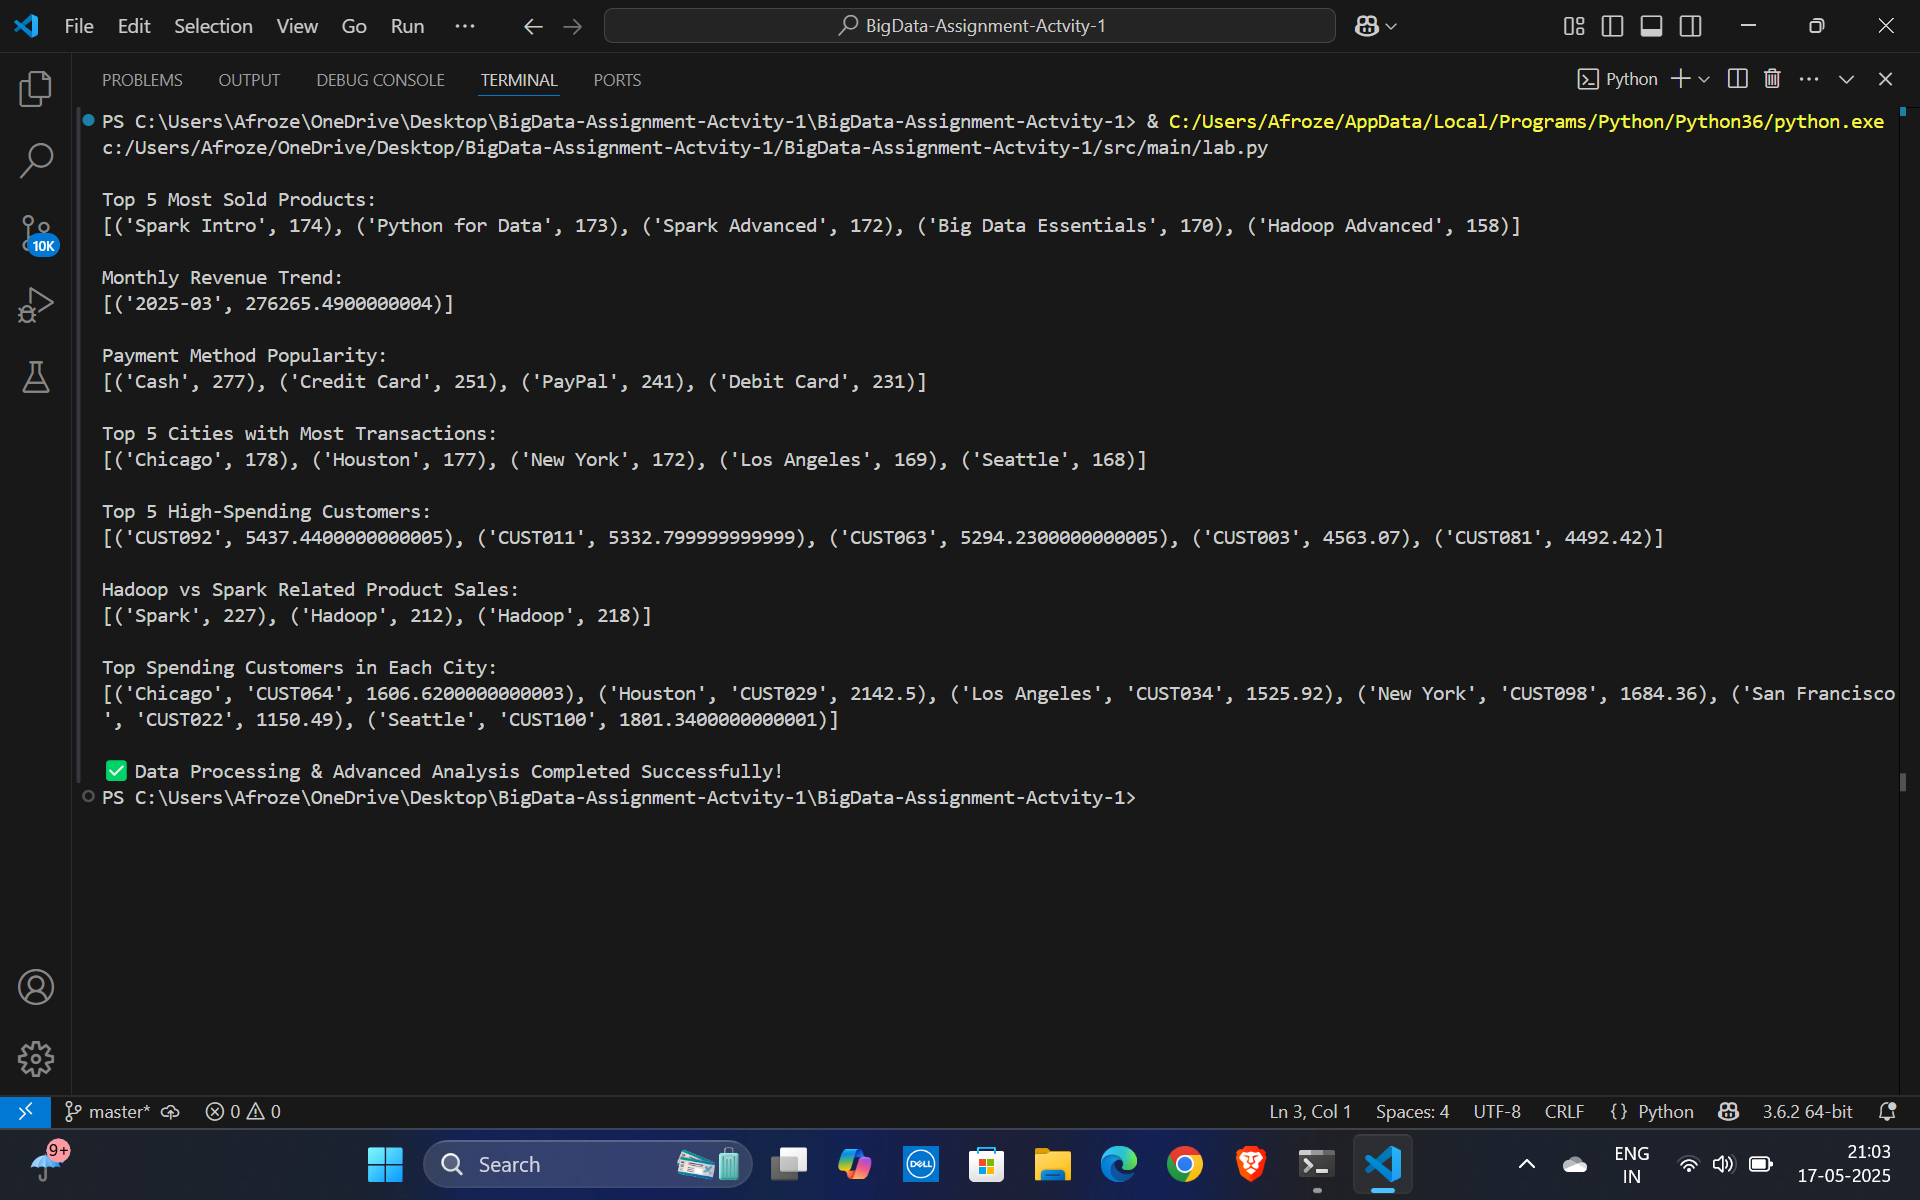 File Edit Selection View Go Run ··· BigData-Assignment-Actvity-1
PROBLEMS OUTPUT DEBUG CONSOLE TERMINAL PORTS Python
PS C:\Users\Afroze\OneDrive\Desktop\BigData-Assignment-Actvity-1\BigData-Assignment-Actvity-1> & C:/Users/Afroze/AppData/Local/Programs/Python/Python36/python.exe
c:/Users/Afroze/OneDrive/Desktop/BigData-Assignment-Actvity-1/BigData-Assignment-Actvity-1/src/main/lab.py
Top 5 Most Sold Products:
[('Spark Intro', 174), ('Python for Data', 173), ('Spark Advanced', 172), ('Big Data Essentials', 170), ('Hadoop Advanced', 158)]
10K
Monthly Revenue Trend:
[('2025-03', 276265.4900000004)]
Payment Method Popularity:
[('Cash', 277), ('Credit Card', 251), ('PayPal', 241), ('Debit Card', 231)]
Top 5 Cities with Most Transactions:
[('Chicago', 178), ('Houston', 177), ('New York', 172), ('Los Angeles', 169), ('Seattle', 168)]
Top 5 High-Spending Customers:
[('CUST092', 5437.4400000000005), ('CUST011', 5332.799999999999), ('CUST063', 5294.2300000000005), ('CUST003', 4563.07), ('CUST081', 4492.42)]
Hadoop vs Spark Related Product Sales:
[('Spark', 227), ('Hadoop', 212), ('Hadoop', 218)]
Top Spending Customers in Each City:
[('Chicago', 'CUST064', 1606.6200000000003), ('Houston', 'CUST029', 2142.5), ('Los Angeles', 'CUST034', 1525.92), ('New York', 'CUST098', 1684.36), ('San Francisco
', 'CUST022', 1150.49), ('Seattle', 'CUST100', 1801.3400000000001)]
✅ Data Processing & Advanced Analysis Completed Successfully!
PS C:\Users\Afroze\OneDrive\Desktop\BigData-Assignment-Actvity-1\BigData-Assignment-Actvity-1>
master* 0 0 Ln 3, Col 1 Spaces: 4 UTF-8 CRLF {} Python 3.6.2 64-bit
9+ Search DELL ENG 21:03
IN 17-05-2025